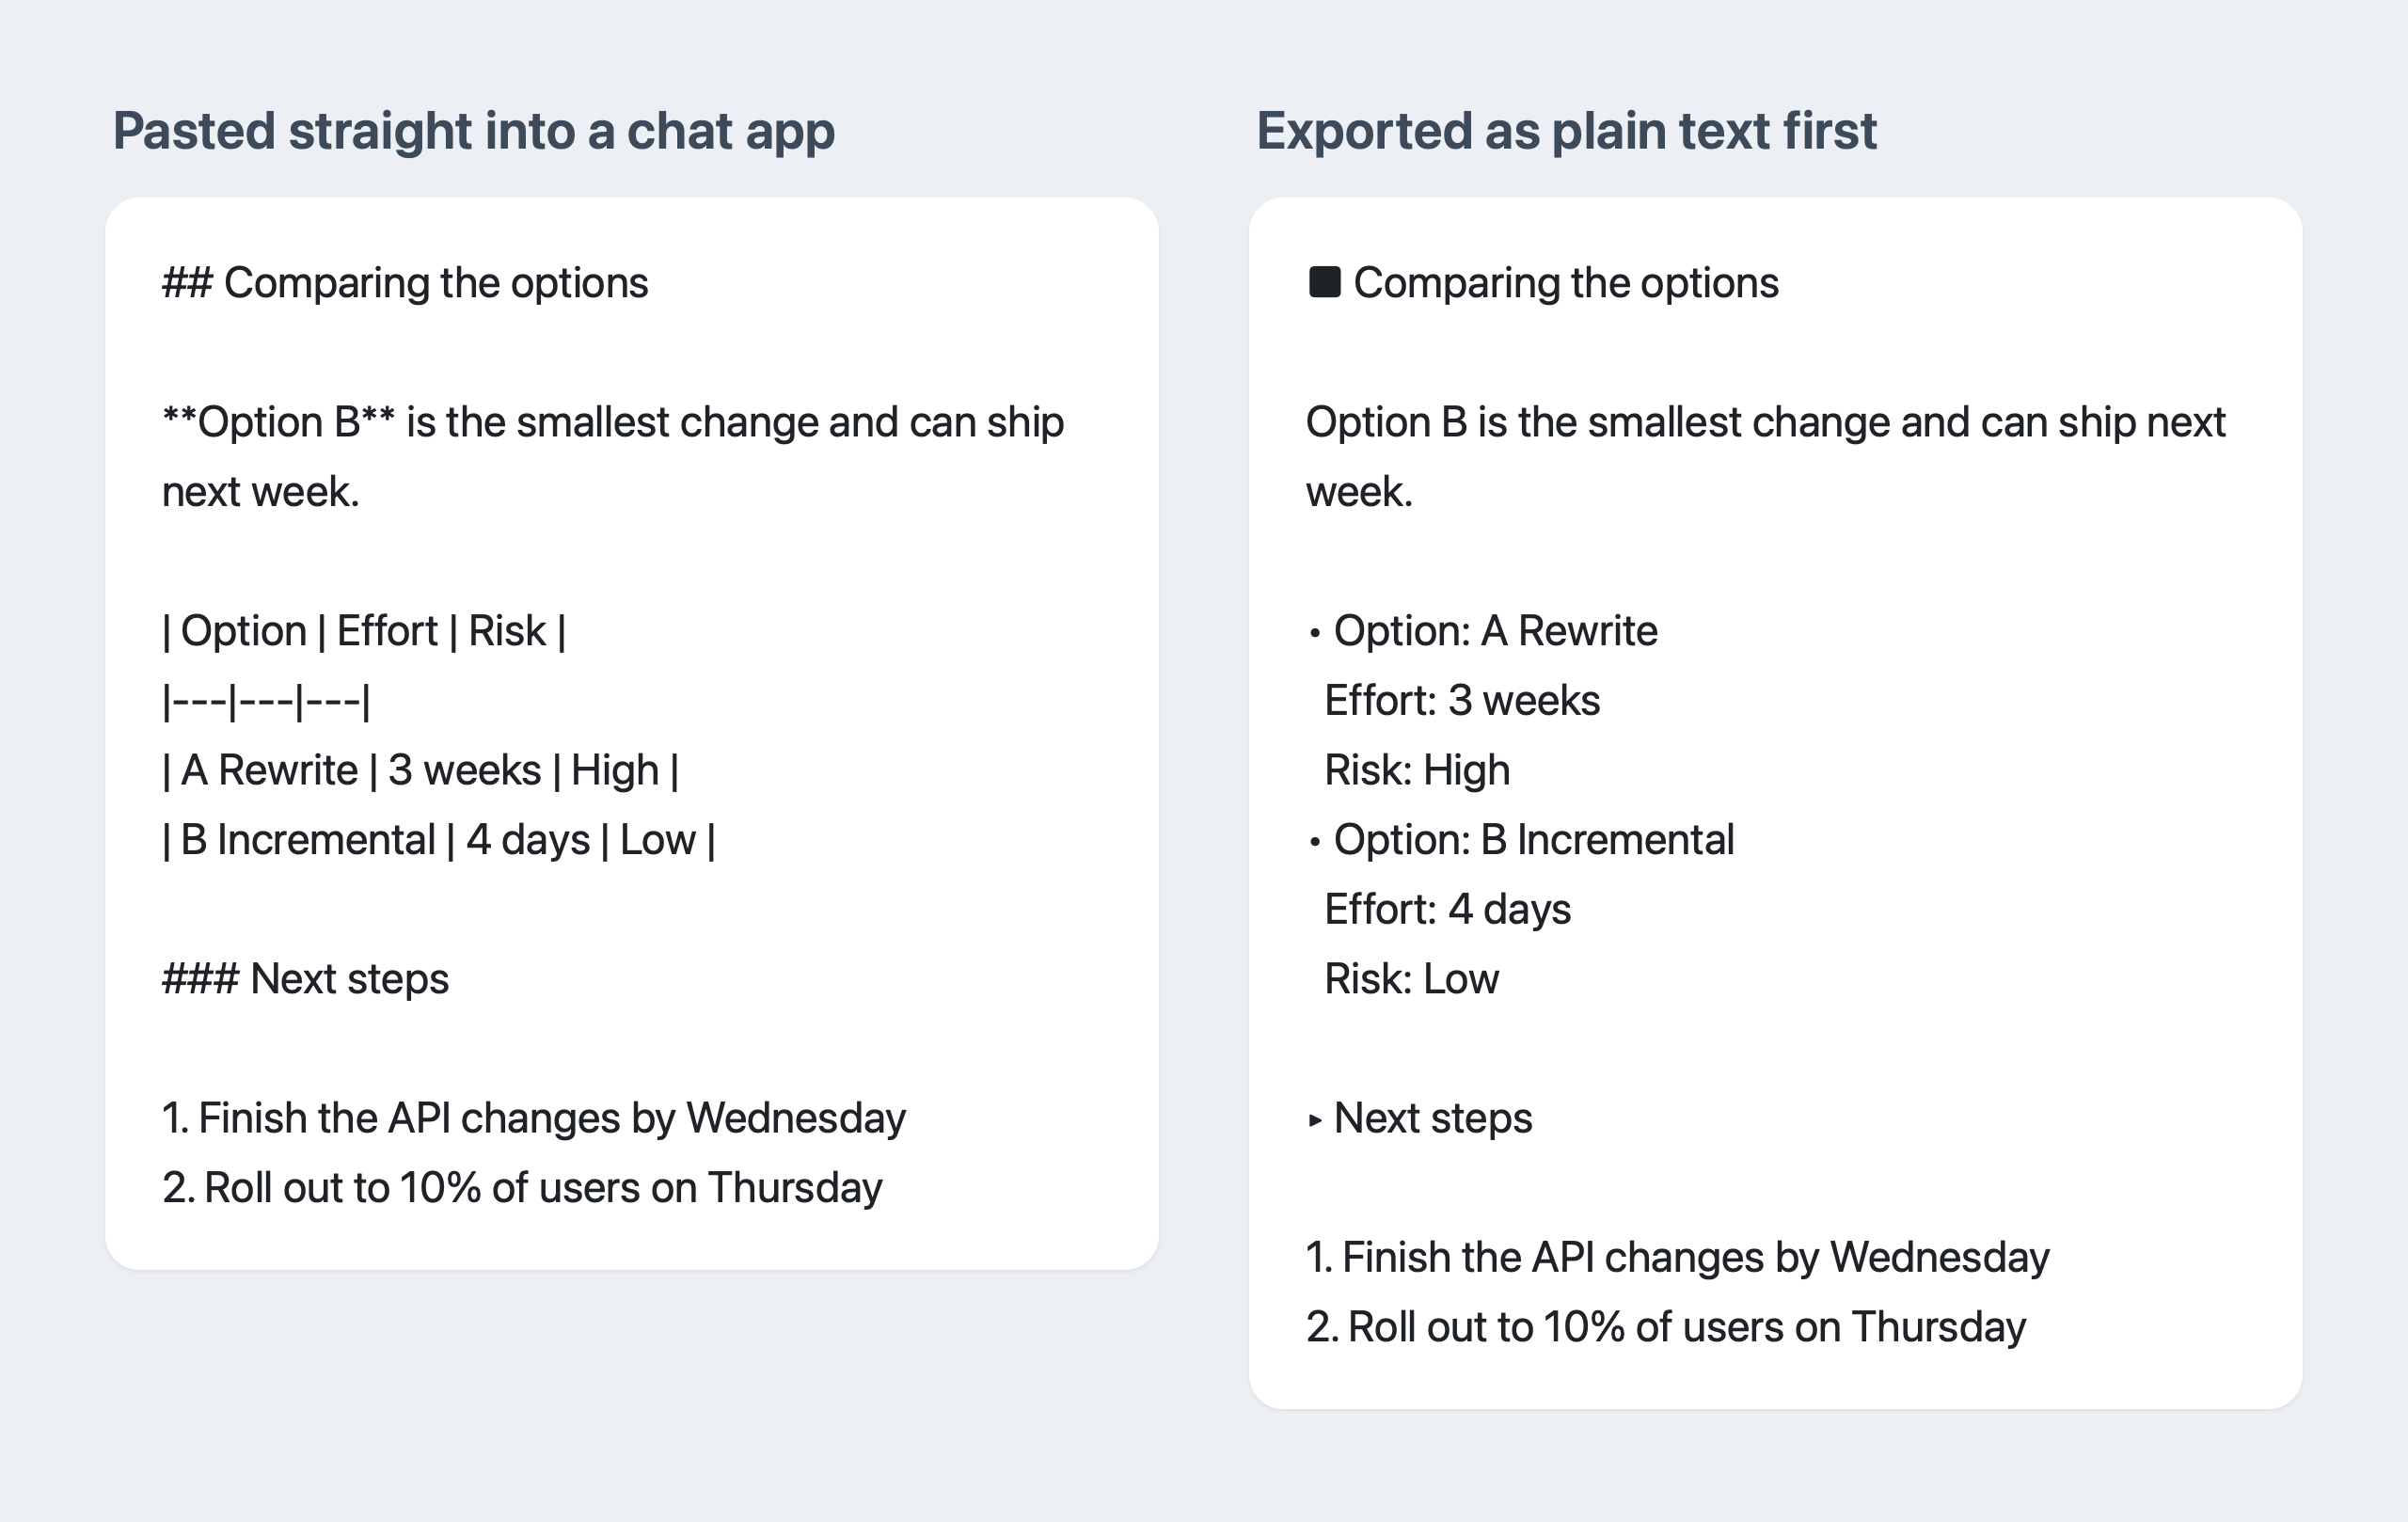 Pasted straight into a chat app
## Comparing the options
**Option B** is the smallest change and can ship
next week.
| Option | Effort | Risk |
|---|---|---|
| A Rewrite | 3 weeks | High |
| B Incremental | 4 days | Low |
### Next steps
1. Finish the API changes by Wednesday
2. Roll out to 10% of users on Thursday
Exported as plain text first
■ Comparing the options
Option B is the smallest change and can ship next
week.
• Option: A Rewrite
Effort: 3 weeks
Risk: High
• Option: B Incremental
Effort: 4 days
Risk: Low
▸ Next steps
1. Finish the API changes by Wednesday
2. Roll out to 10% of users on Thursday